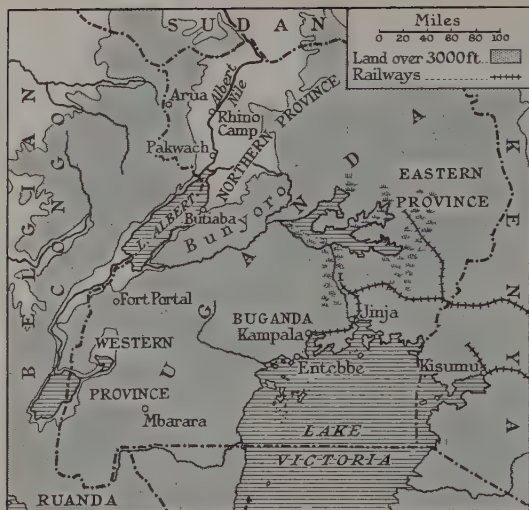 SUDAN
Miles
0 20 40 60 80 100
Land over 3000 ft.
Railways
BELGIAN CONGO
Arua
Albert Nile
Rhino Camp
Pakwach
NORTHERN PROVINCE
EASTERN PROVINCE
KENYA
L. ALBERT
Butiaba
Bunyoro
UGANDA
Fort Portal
BUGANDA
Jinja
Kampala
WESTERN PROVINCE
Entebbe
Kisumu
Mbarara
LAKE VICTORIA
RUANDA